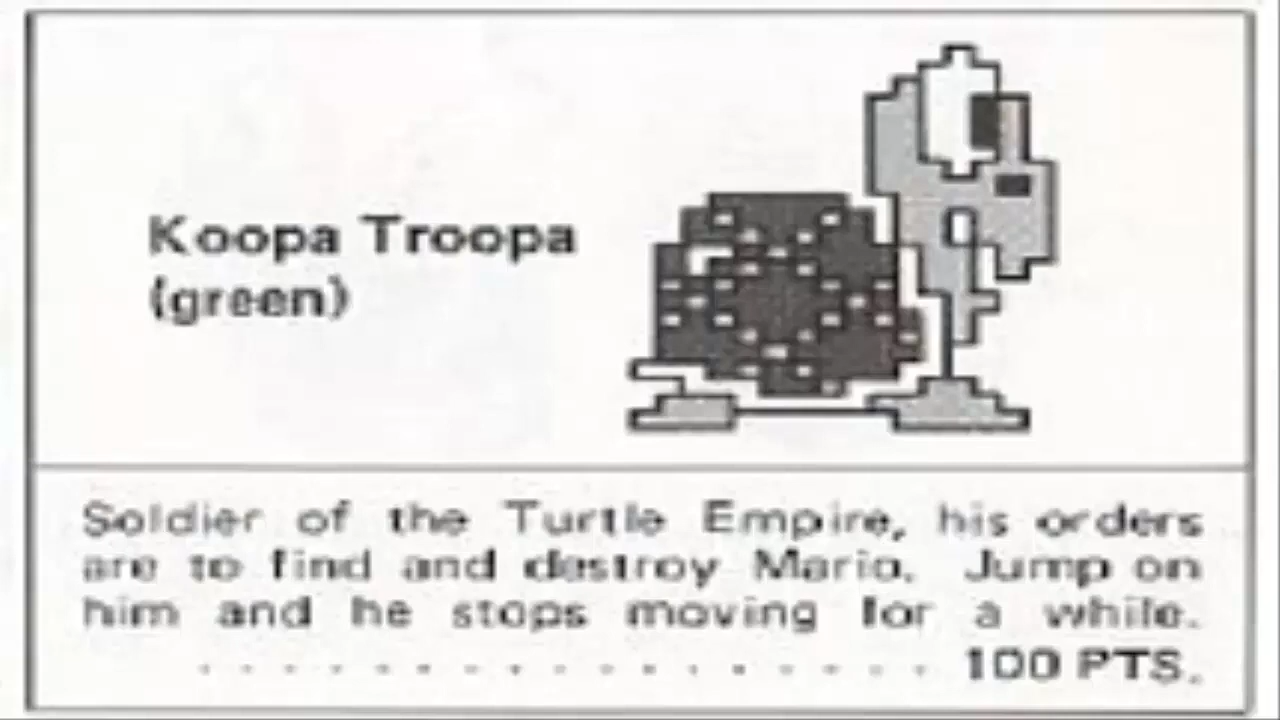 Koopa Troopa
(green)
Soldier of the Turtle Empire, his orders
are to find and destroy Mario. Jump on
him and he stops moving for a while.
. . . . . . . . . . . . . . . . . . 100 PTS.